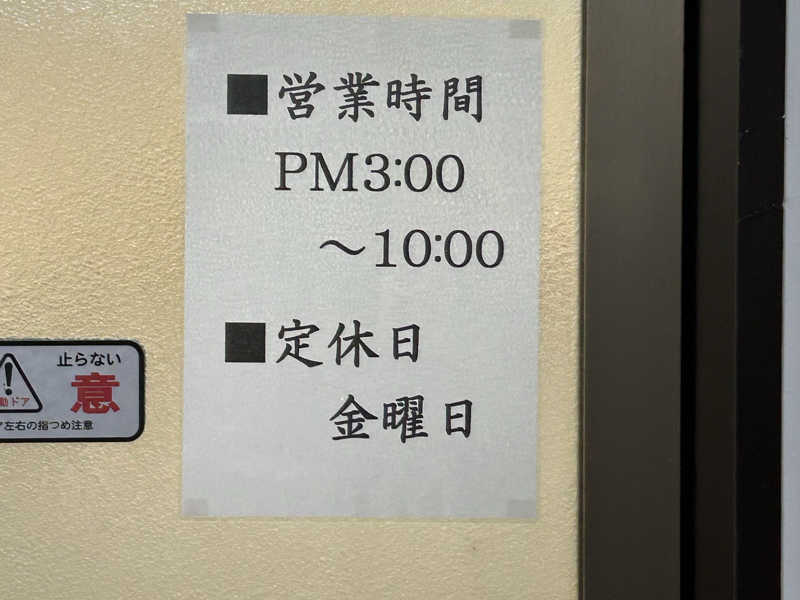 ■営業時間
PM3:00
～10:00
■定休日
金曜日
止らない
意
動ドア
左右の指つめ注意